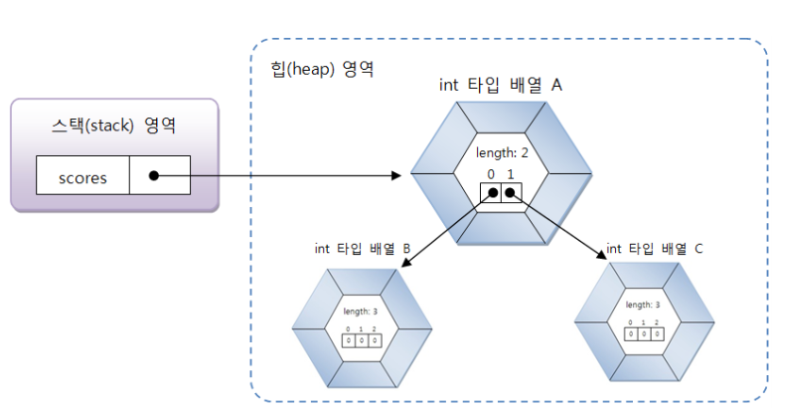 힙(heap) 영역
int 타입 배열 A
스택(stack) 영역
scores
length: 2
0 1
int 타입 배열 B
length: 3
0 1 2
0 0 0
int 타입 배열 C
length: 3
0 1 2
0 0 0